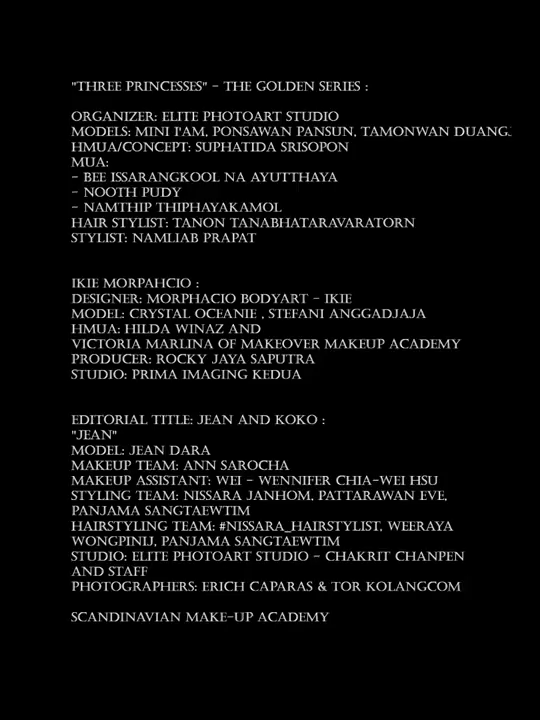 "THREE PRINCESSES" - THE GOLDEN SERIES :
ORGANIZER: ELITE PHOTOART STUDIO
MODELS: MINI I'AM, PONSAWAN PANSUN, TAMONWAN DUANG
HMUA/CONCEPT: SUPHATIDA SRISOPON
MUA:
- BEE ISSARANGKOOL NA AYUTTHAYA
- NOOTH PUDY
- NAMTHIP THIPHAYAKAMOL
HAIR STYLIST: TANON TANABHATARAVARATORN
STYLIST: NAMLIAB PRAPAT
IKIE MORPAHCIO :
DESIGNER: MORPHACIO BODYART - IKIE
MODEL: CRYSTAL OCEANIE , STEFANI ANGGADJAJA
HMUA: HILDA WINAZ AND
VICTORIA MARLINA OF MAKEOVER MAKEUP ACADEMY
PRODUCER: ROCKY JAYA SAPUTRA
STUDIO: PRIMA IMAGING KEDUA
EDITORIAL TITLE: JEAN AND KOKO :
"JEAN"
MODEL: JEAN DARA
MAKEUP TEAM: ANN SAROCHA
MAKEUP ASSISTANT: WEI - WENNIFER CHIA-WEI HSU
STYLING TEAM: NISSARA JANHOM, PATTARAWAN EVE,
PANJAMA SANGTAEWTIM
HAIRSTYLING TEAM: #NISSARA_HAIRSTYLIST, WEERAYA
WONGPINIJ, PANJAMA SANGTAEWTIM
STUDIO: ELITE PHOTOART STUDIO - CHAKRIT CHANPEN
AND STAFF
PHOTOGRAPHERS: ERICH CAPARAS & TOR KOLANGCOM
SCANDINAVIAN MAKE-UP ACADEMY